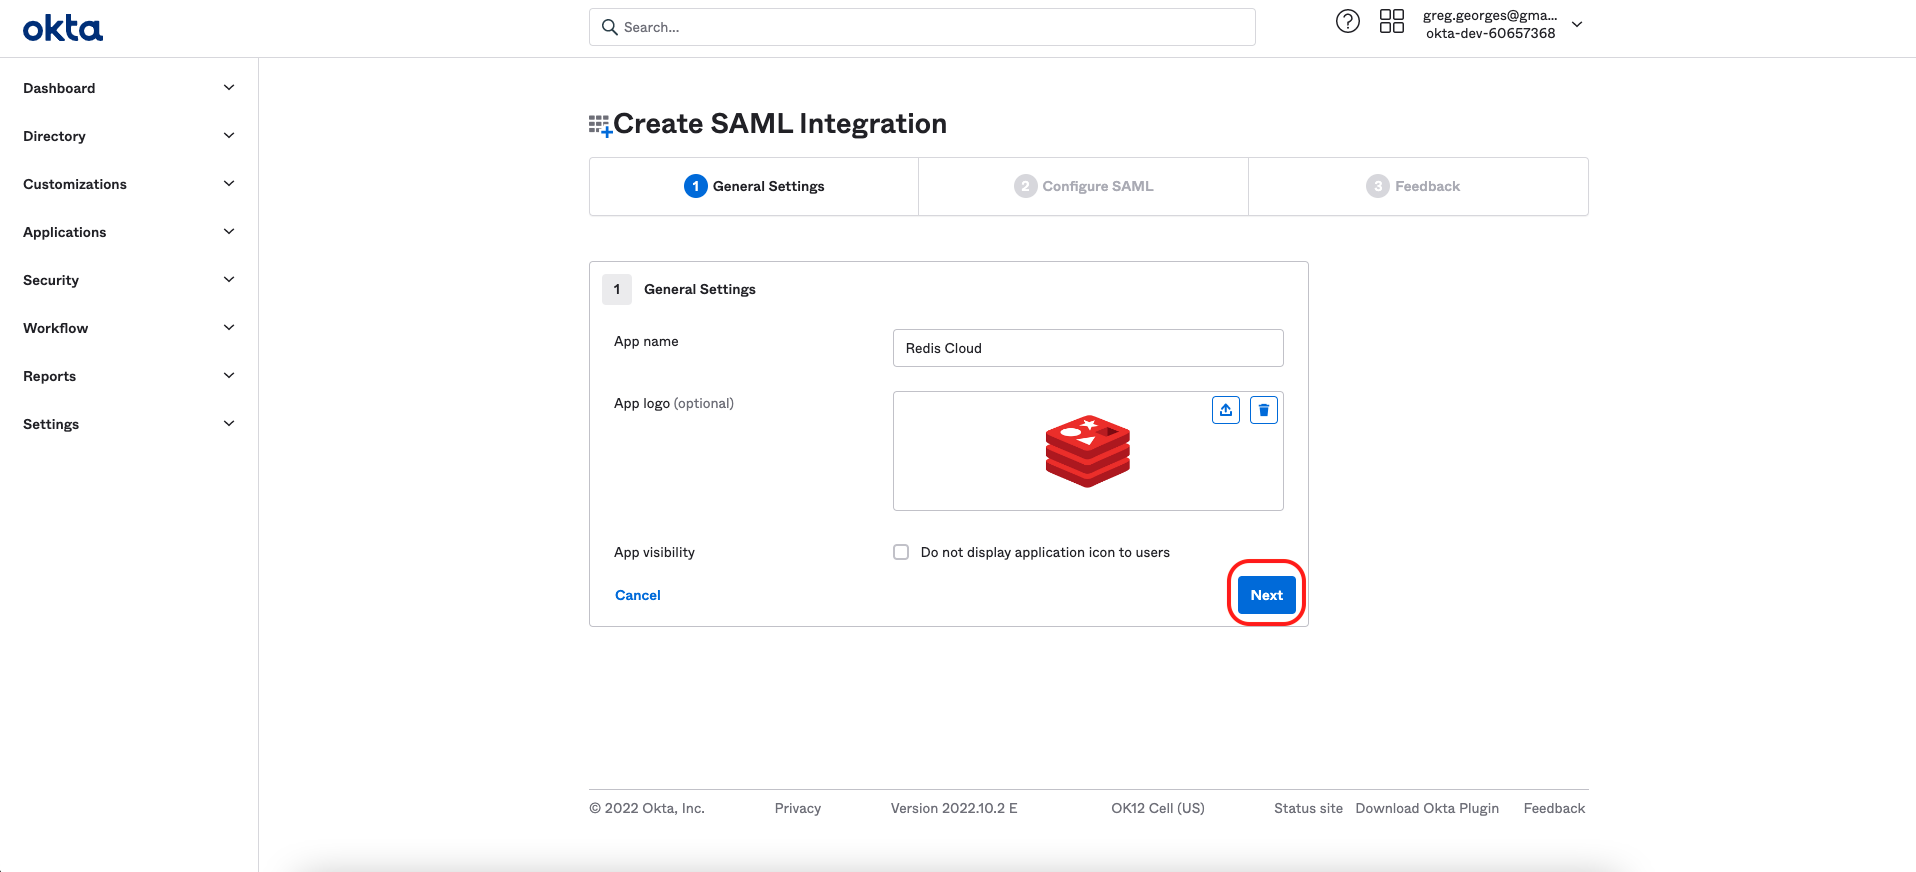 okta
Search...
greg.georges@gma...
okta-dev-60657368
Dashboard
Directory
Customizations
Applications
Security
Workflow
Reports
Settings
Create SAML Integration
1 General Settings
2 Configure SAML
3 Feedback
1 General Settings
App name
Redis Cloud
App logo (optional)
App visibility
Do not display application icon to users
Cancel
Next
© 2022 Okta, Inc. Privacy Version 2022.10.2 E OK12 Cell (US) Status site Download Okta Plugin Feedback